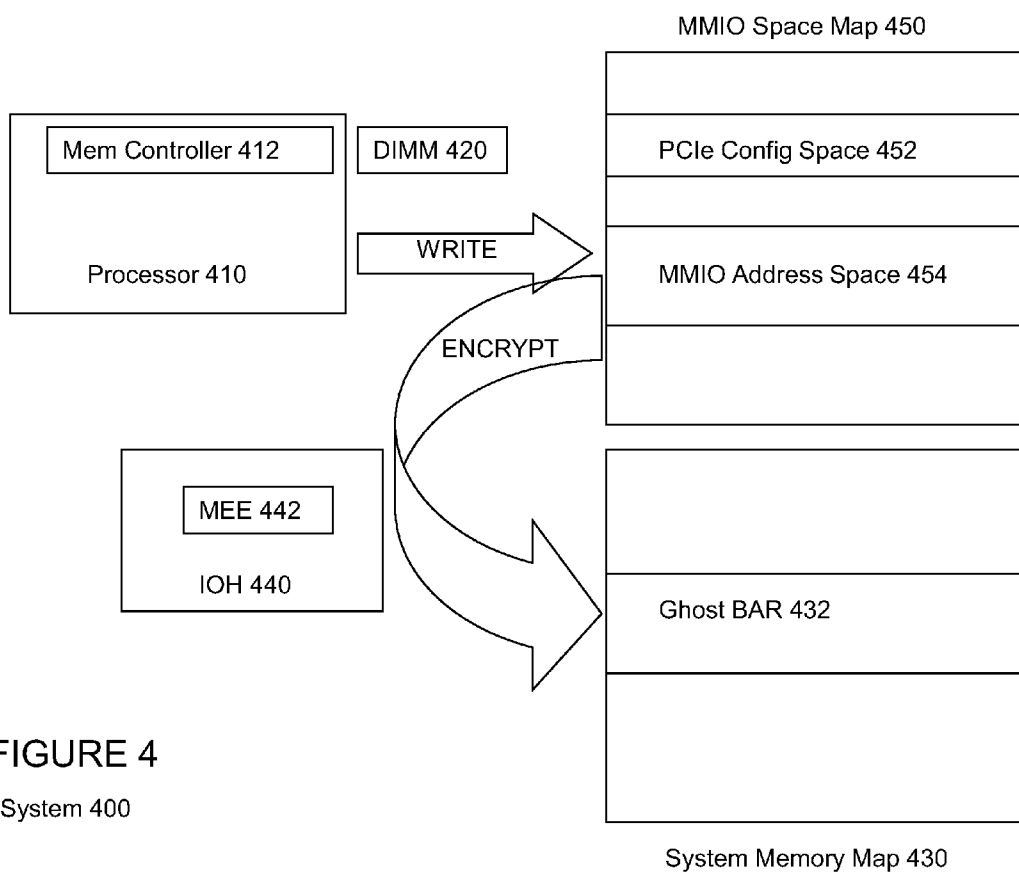 MMIO Space Map 450
Mem Controller 412
DIMM 420
PCIe Config Space 452
WRITE
Processor 410
MMIO Address Space 454
ENCRYPT
MEE 442
IOH 440
Ghost BAR 432
FIGURE 4
System 400
System Memory Map 430